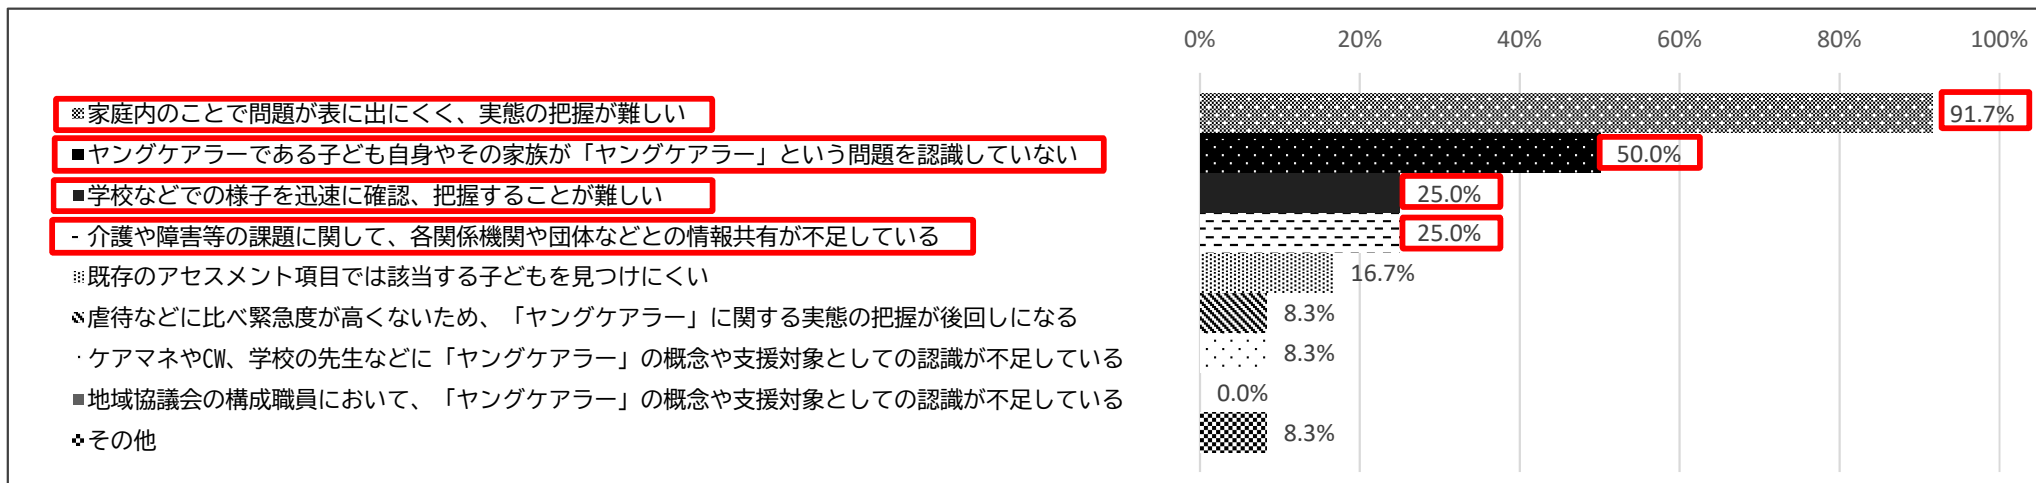 0% 20% 40% 60% 80% 100%
家庭内のことで問題が表に出にくく、実態の把握が難しい 91.7%
ヤングケアラーである子ども自身やその家族が「ヤングケアラー」という問題を認識していない 50.0%
学校などでの様子を迅速に確認、把握することが難しい 25.0%
介護や障害等の課題に関して、各関係機関や団体などとの情報共有が不足している 25.0%
既存のアセスメント項目では該当する子どもを見つけにくい 16.7%
虐待などに比べ緊急度が高くないため、「ヤングケアラー」に関する実態の把握が後回しになる 8.3%
ケアマネやCW、学校の先生などに「ヤングケアラー」の概念や支援対象としての認識が不足している 8.3%
地域協議会の構成職員において、「ヤングケアラー」の概念や支援対象としての認識が不足している 0.0%
その他 8.3%